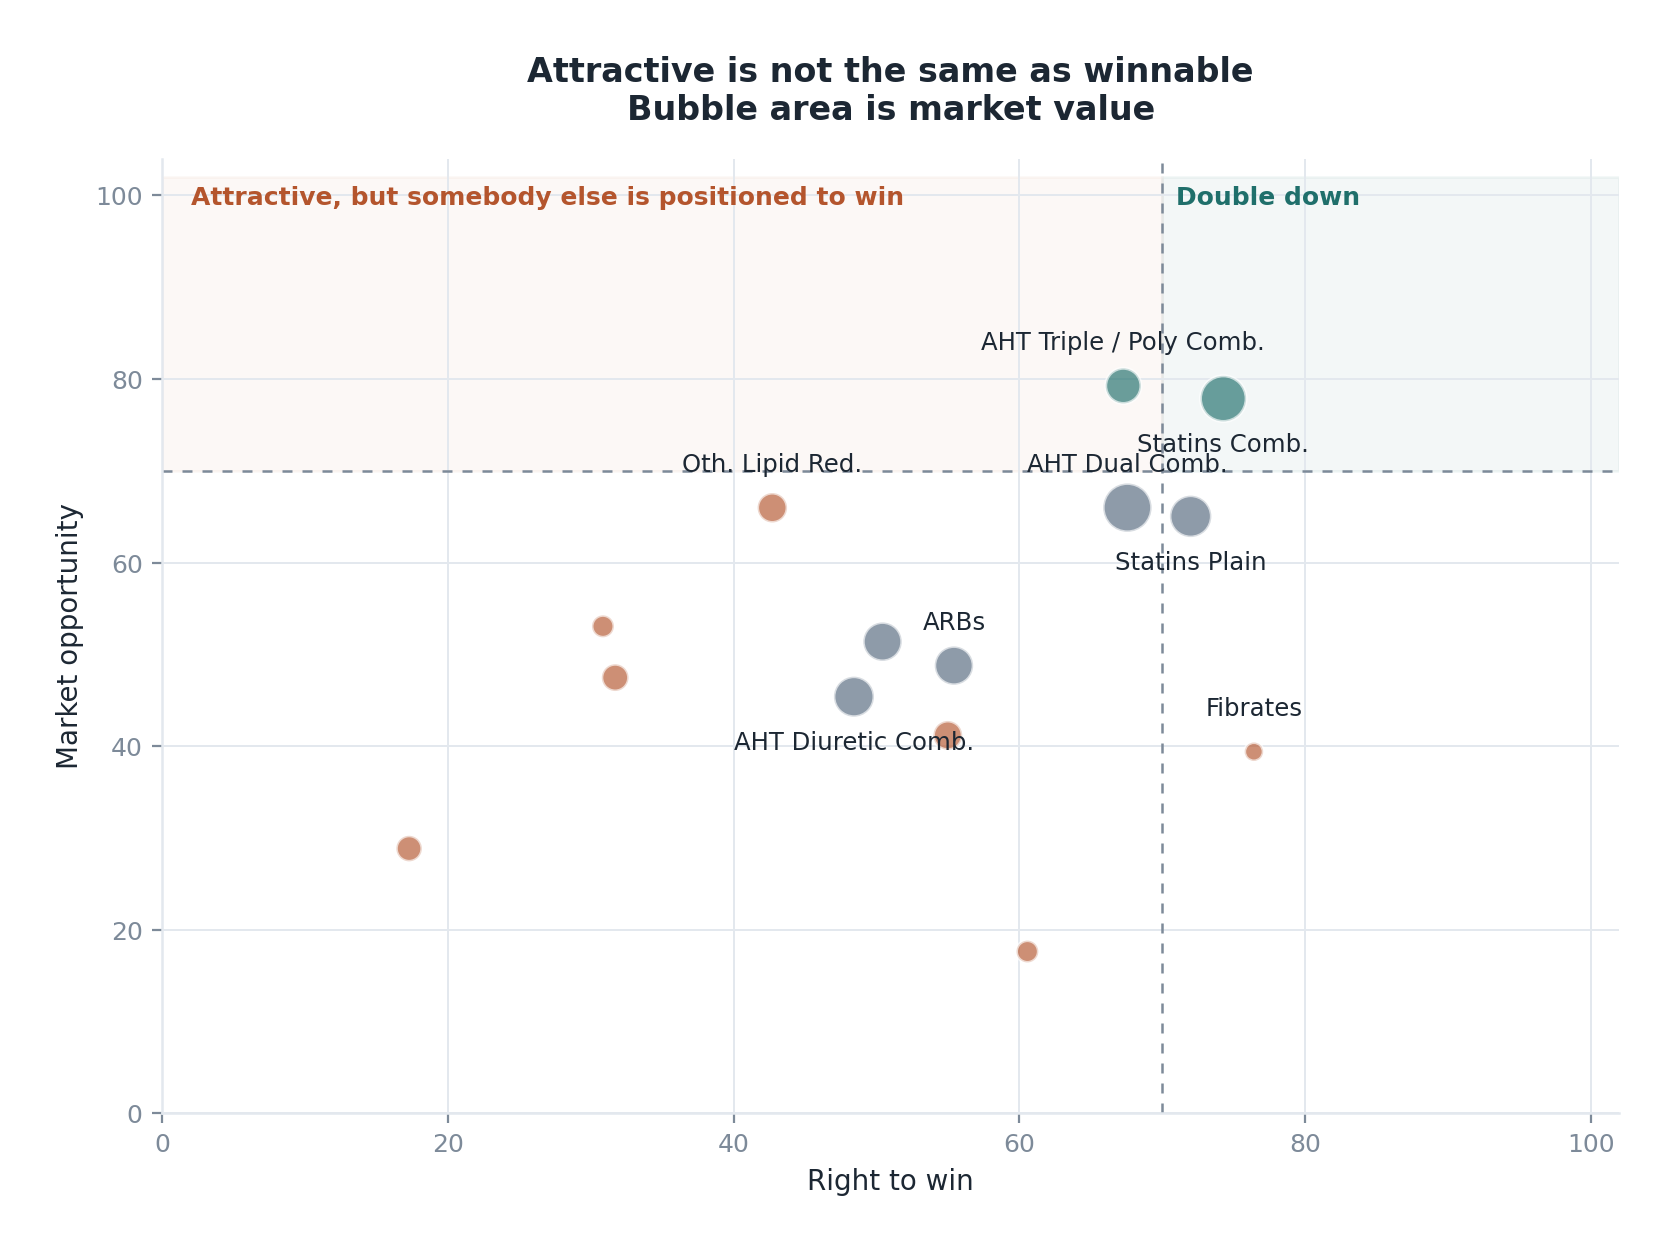 Attractive is not the same as winnable
Bubble area is market value
100
Attractive, but somebody else is positioned to win
Double down
AHT Triple / Poly Comb.
80
Statins Comb.
Oth. Lipid Red.
AHT Dual Comb.
60
Statins Plain
ARBs
Fibrates
40
AHT Diuretic Comb.
20
0
Market opportunity
0
20
40
60
80
100
Right to win